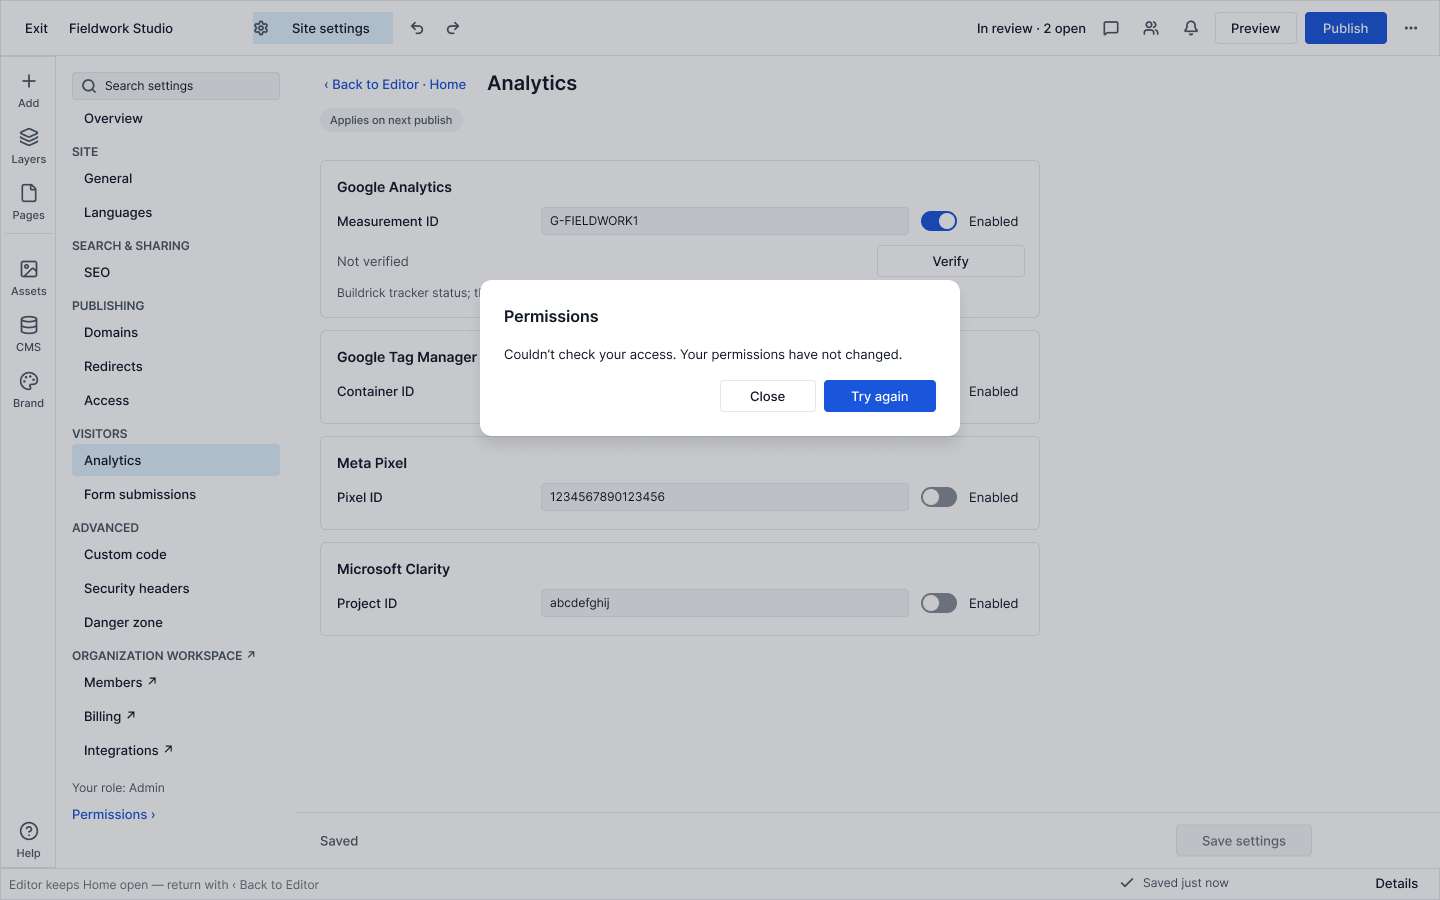 Exit
Fieldwork Studio
Site settings
In review · 2 open
Preview
Publish
Add
Layers
Pages
Assets
CMS
Brand
Help
Search settings
Overview
SITE
General
Languages
SEARCH & SHARING
SEO
PUBLISHING
Domains
Redirects
Access
VISITORS
Analytics
Form submissions
ADVANCED
Custom code
Security headers
Danger zone
ORGANIZATION WORKSPACE ↗
Members ↗
Billing ↗
Integrations ↗
Your role: Admin
Permissions ›
‹ Back to Editor · Home
Analytics
Applies on next publish
Google Analytics
Measurement ID
G-FIELDWORK1
Enabled
Not verified
Verify
Buildrick tracker status;
Google Tag Manager
Container ID
Enabled
Permissions
Couldn't check your access. Your permissions have not changed.
Close
Try again
Meta Pixel
Pixel ID
1234567890123456
Enabled
Microsoft Clarity
Project ID
abcdefghij
Enabled
Saved
Save settings
Editor keeps Home open — return with ‹ Back to Editor
Saved just now
Details